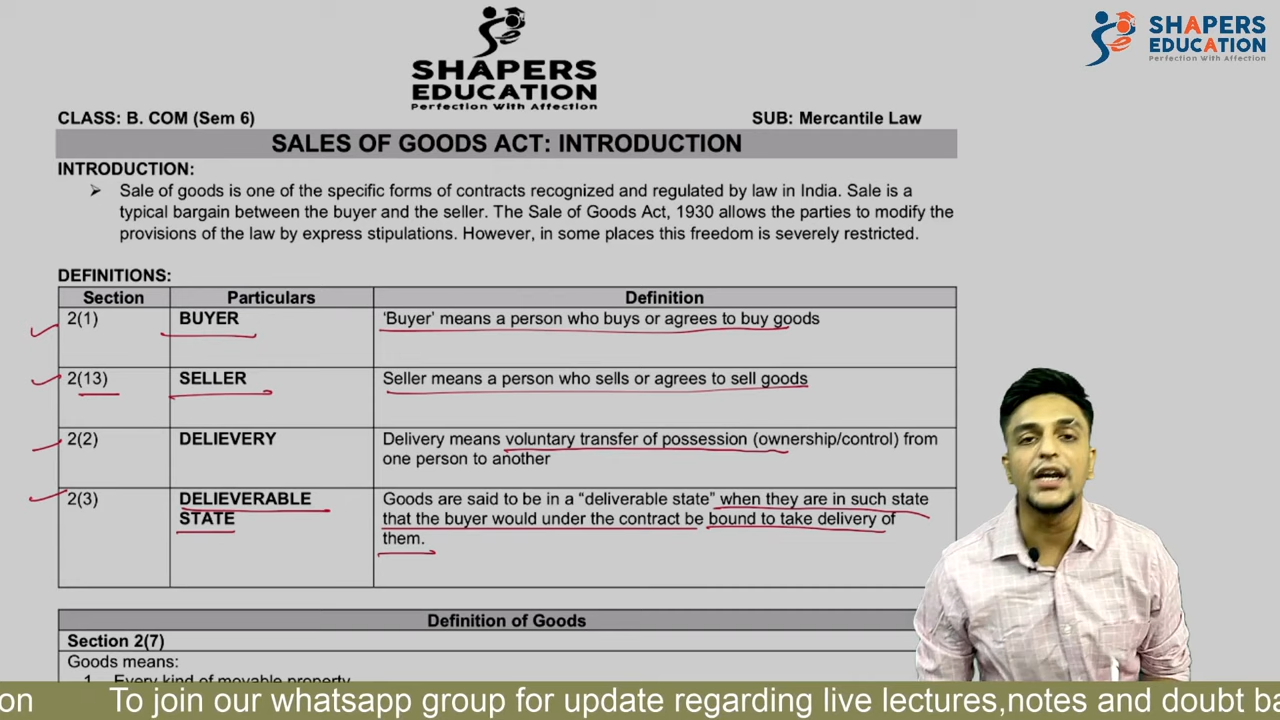 SHAPERS
EDUCATION
Perfection With Affection
SHAPERS
EDUCATION
Perfection With Affection
CLASS: B. COM (Sem 6)
SUB: Mercantile Law
SALES OF GOODS ACT: INTRODUCTION
INTRODUCTION:
➢ Sale of goods is one of the specific forms of contracts recognized and regulated by law in India. Sale is a
typical bargain between the buyer and the seller. The Sale of Goods Act, 1930 allows the parties to modify the
provisions of the law by express stipulations. However, in some places this freedom is severely restricted.
DEFINITIONS:
Section Particulars Definition
2(1) BUYER ‘Buyer’ means a person who buys or agrees to buy goods
2(13) SELLER Seller means a person who sells or agrees to sell goods
2(2) DELIEVERY Delivery means voluntary transfer of possession (ownership/control) from
one person to another
2(3) DELIEVERABLE Goods are said to be in a “deliverable state” when they are in such state
STATE that the buyer would under the contract be bound to take delivery of
them.
Definition of Goods
Section 2(7)
Goods means:
1. Every kind of movable property
on To join our whatsapp group for update regarding live lectures,notes and doubt ba